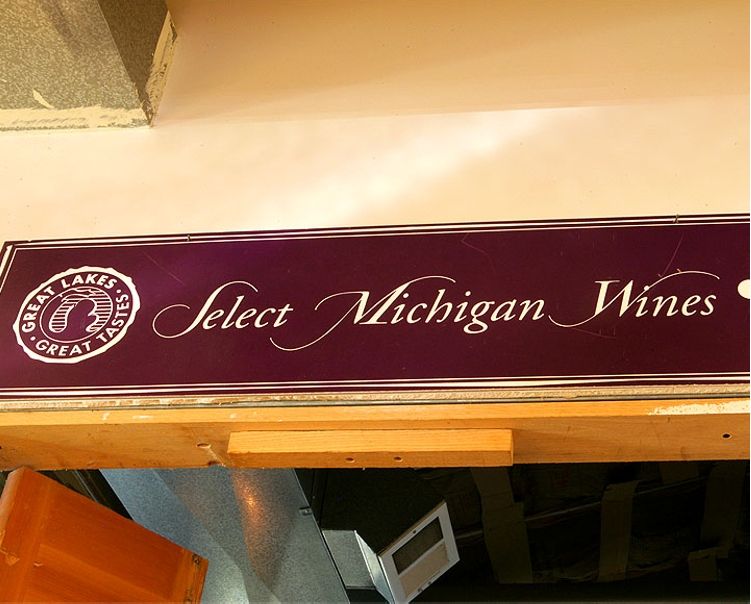 GREAT LAKES · GREAT TASTES ·
Select Michigan Wines